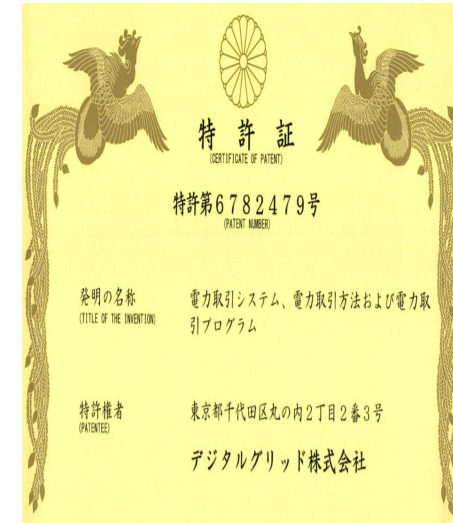 特許証
(CERTIFICATE OF PATENT)
特許第6782479号
(PATENT NUMBER)
発明の名称
(TITLE OF THE INVENTION)
電力取引システム、電力取引方法および電力取
引プログラム
特許権者
(PATENTEE)
東京都千代田区丸の内2丁目2番3号
デジタルグリッド株式会社